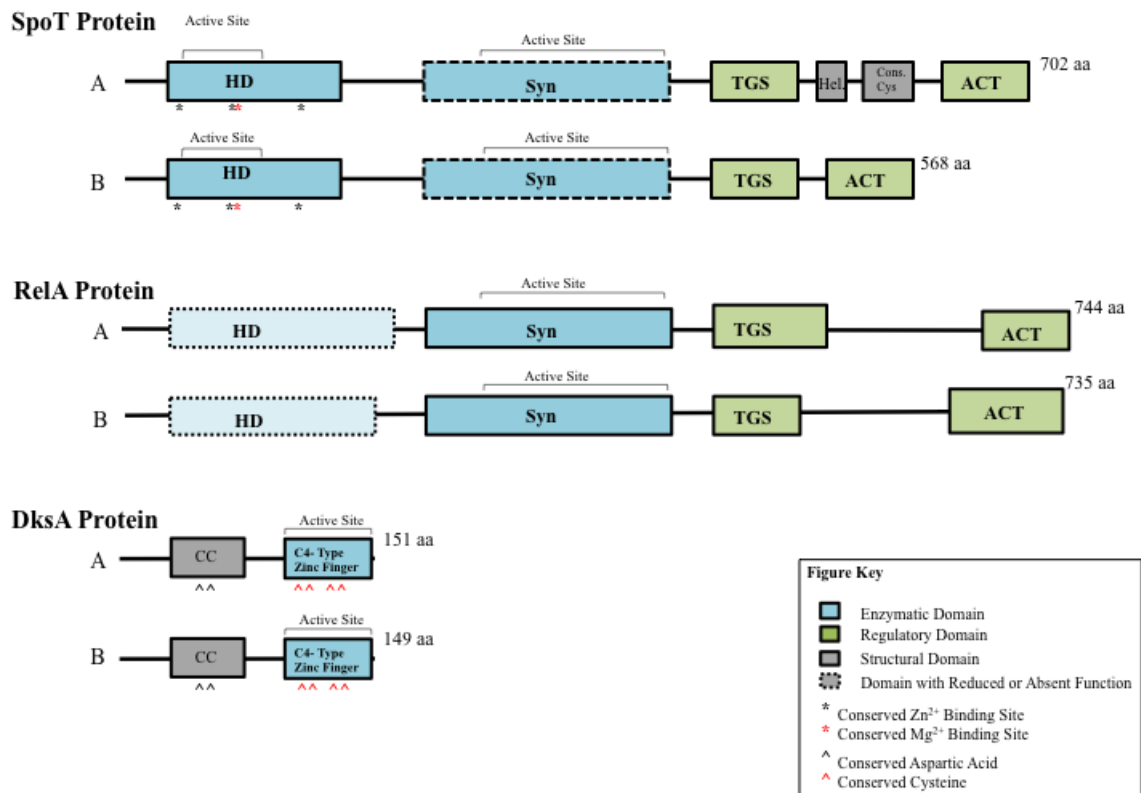 SpoT Protein
Active Site
Active Site
A
HD
Syn
TGS
Hel.
Cons.
Cys
ACT
702 aa
* * * *
Active Site
Active Site
B
HD
Syn
TGS
ACT
568 aa
* * * *
RelA Protein
Active Site
A
HD
Syn
TGS
ACT
744 aa
Active Site
B
HD
Syn
TGS
ACT
735 aa
DksA Protein
Active Site
A
CC
C4- Type
Zinc Finger
151 aa
^^ ^^ ^^
Active Site
B
CC
C4- Type
Zinc Finger
149 aa
^^ ^^ ^^
Figure Key
Enzymatic Domain
Regulatory Domain
Structural Domain
Domain with Reduced or Absent Function
* Conserved Zn²⁺ Binding Site
* Conserved Mg²⁺ Binding Site
^ Conserved Aspartic Acid
^ Conserved Cysteine